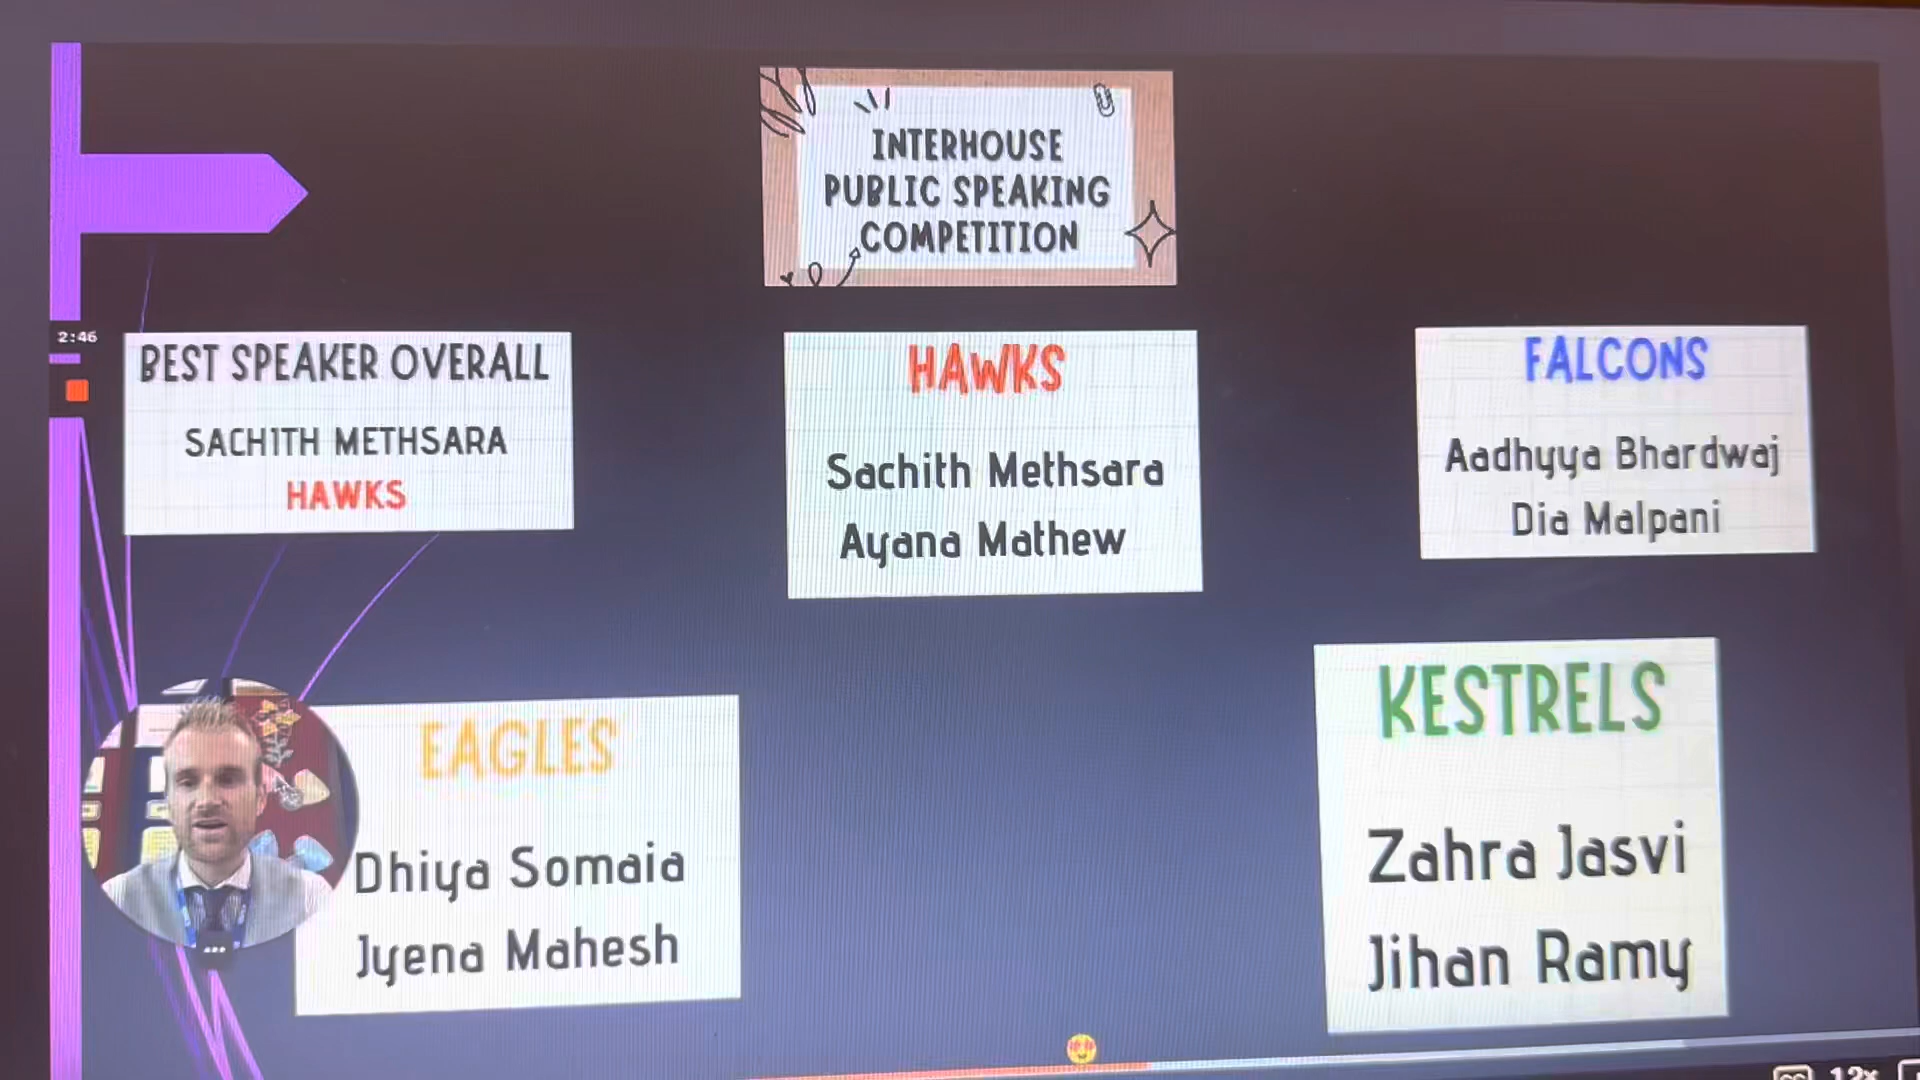 INTERHOUSE
PUBLIC SPEAKING
COMPETITION
2:46
BEST SPEAKER OVERALL
SACHITH METHSARA
HAWKS
HAWKS
Sachith Methsara
Ayana Mathew
FALCONS
Aadhyya Bhardwaj
Dia Malpani
EAGLES
Dhiya Somaia
Jyena Mahesh
KESTRELS
Zahra Jasvi
Jihan Ramy